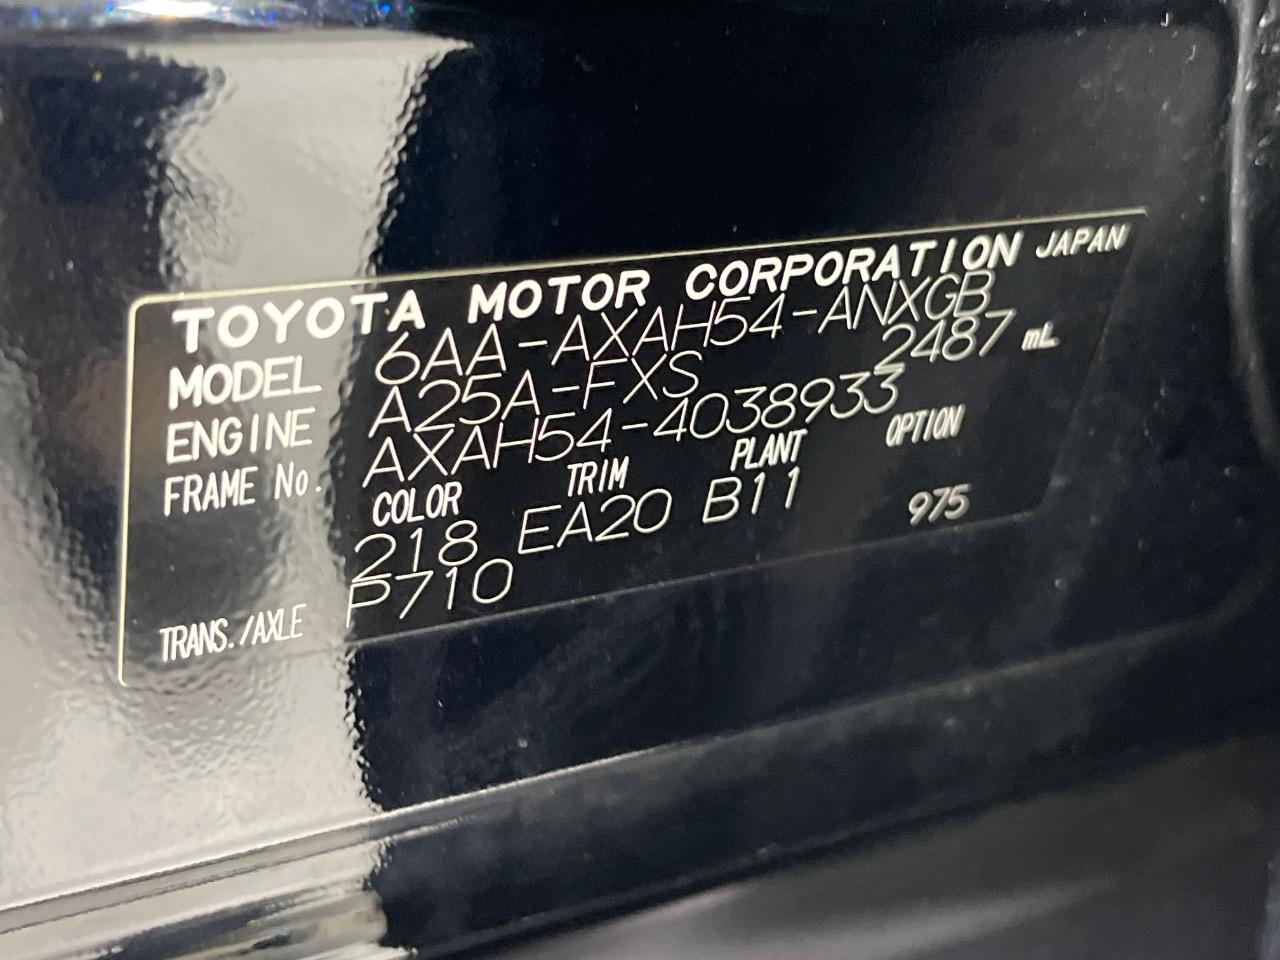 TOYOTA MOTOR CORPORATION JAPAN
MODEL 6AA-AXAH54-ANXGB
ENGINE A25A-FXS 2487 mL
FRAME No. AXAH54-4038933
COLOR TRIM PLANT OPTION
218 EA20 B11 975
TRANS./AXLE P710